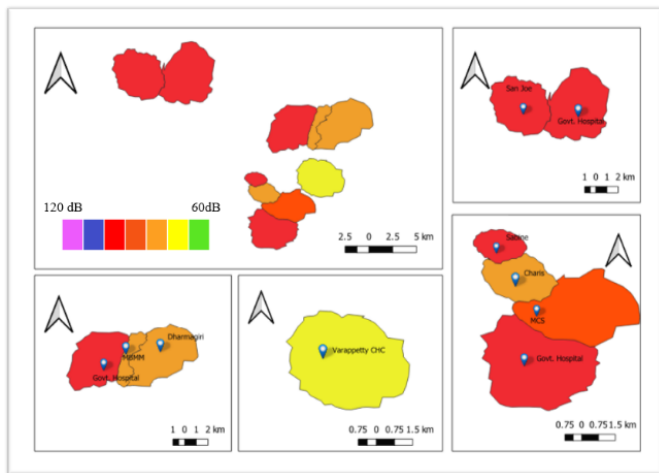 120 dB
60dB
2.5 0 2.5 5 km
San Joe
Govt. Hospital
1 0 1 2 km
Dharmagiri
MBMM
Govt. Hospital
1 0 1 2 km
Varappetty CHC
0.75 0 0.75 1.5 km
Charis
MCS
Govt. Hospital
0.75 0 0.75 1.5 km